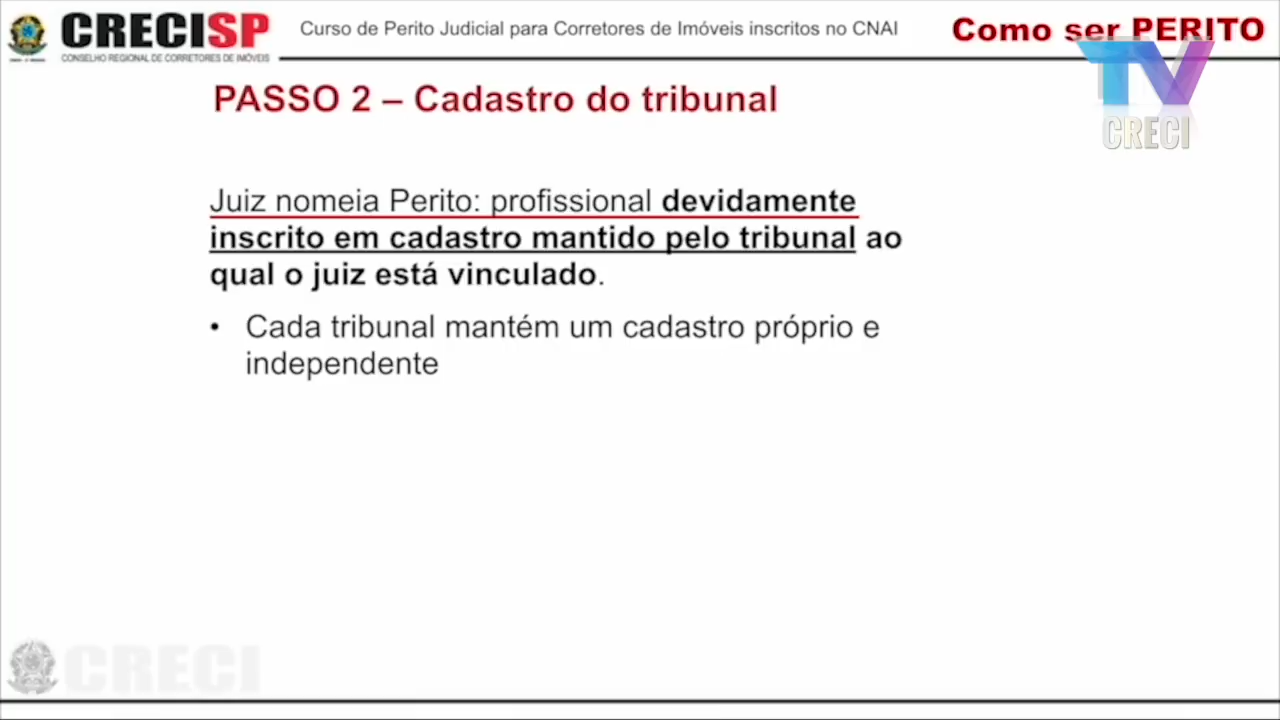 CRECISP
CONSELHO REGIONAL DE CORRETORES DE IMÓVEIS
Curso de Perito Judicial para Corretores de Imóveis inscritos no CNAI
Como ser PERITO
TV
CRECI
PASSO 2 – Cadastro do tribunal
Juiz nomeia Perito: profissional devidamente
inscrito em cadastro mantido pelo tribunal ao
qual o juiz está vinculado.
• Cada tribunal mantém um cadastro próprio e
independente
CRECI